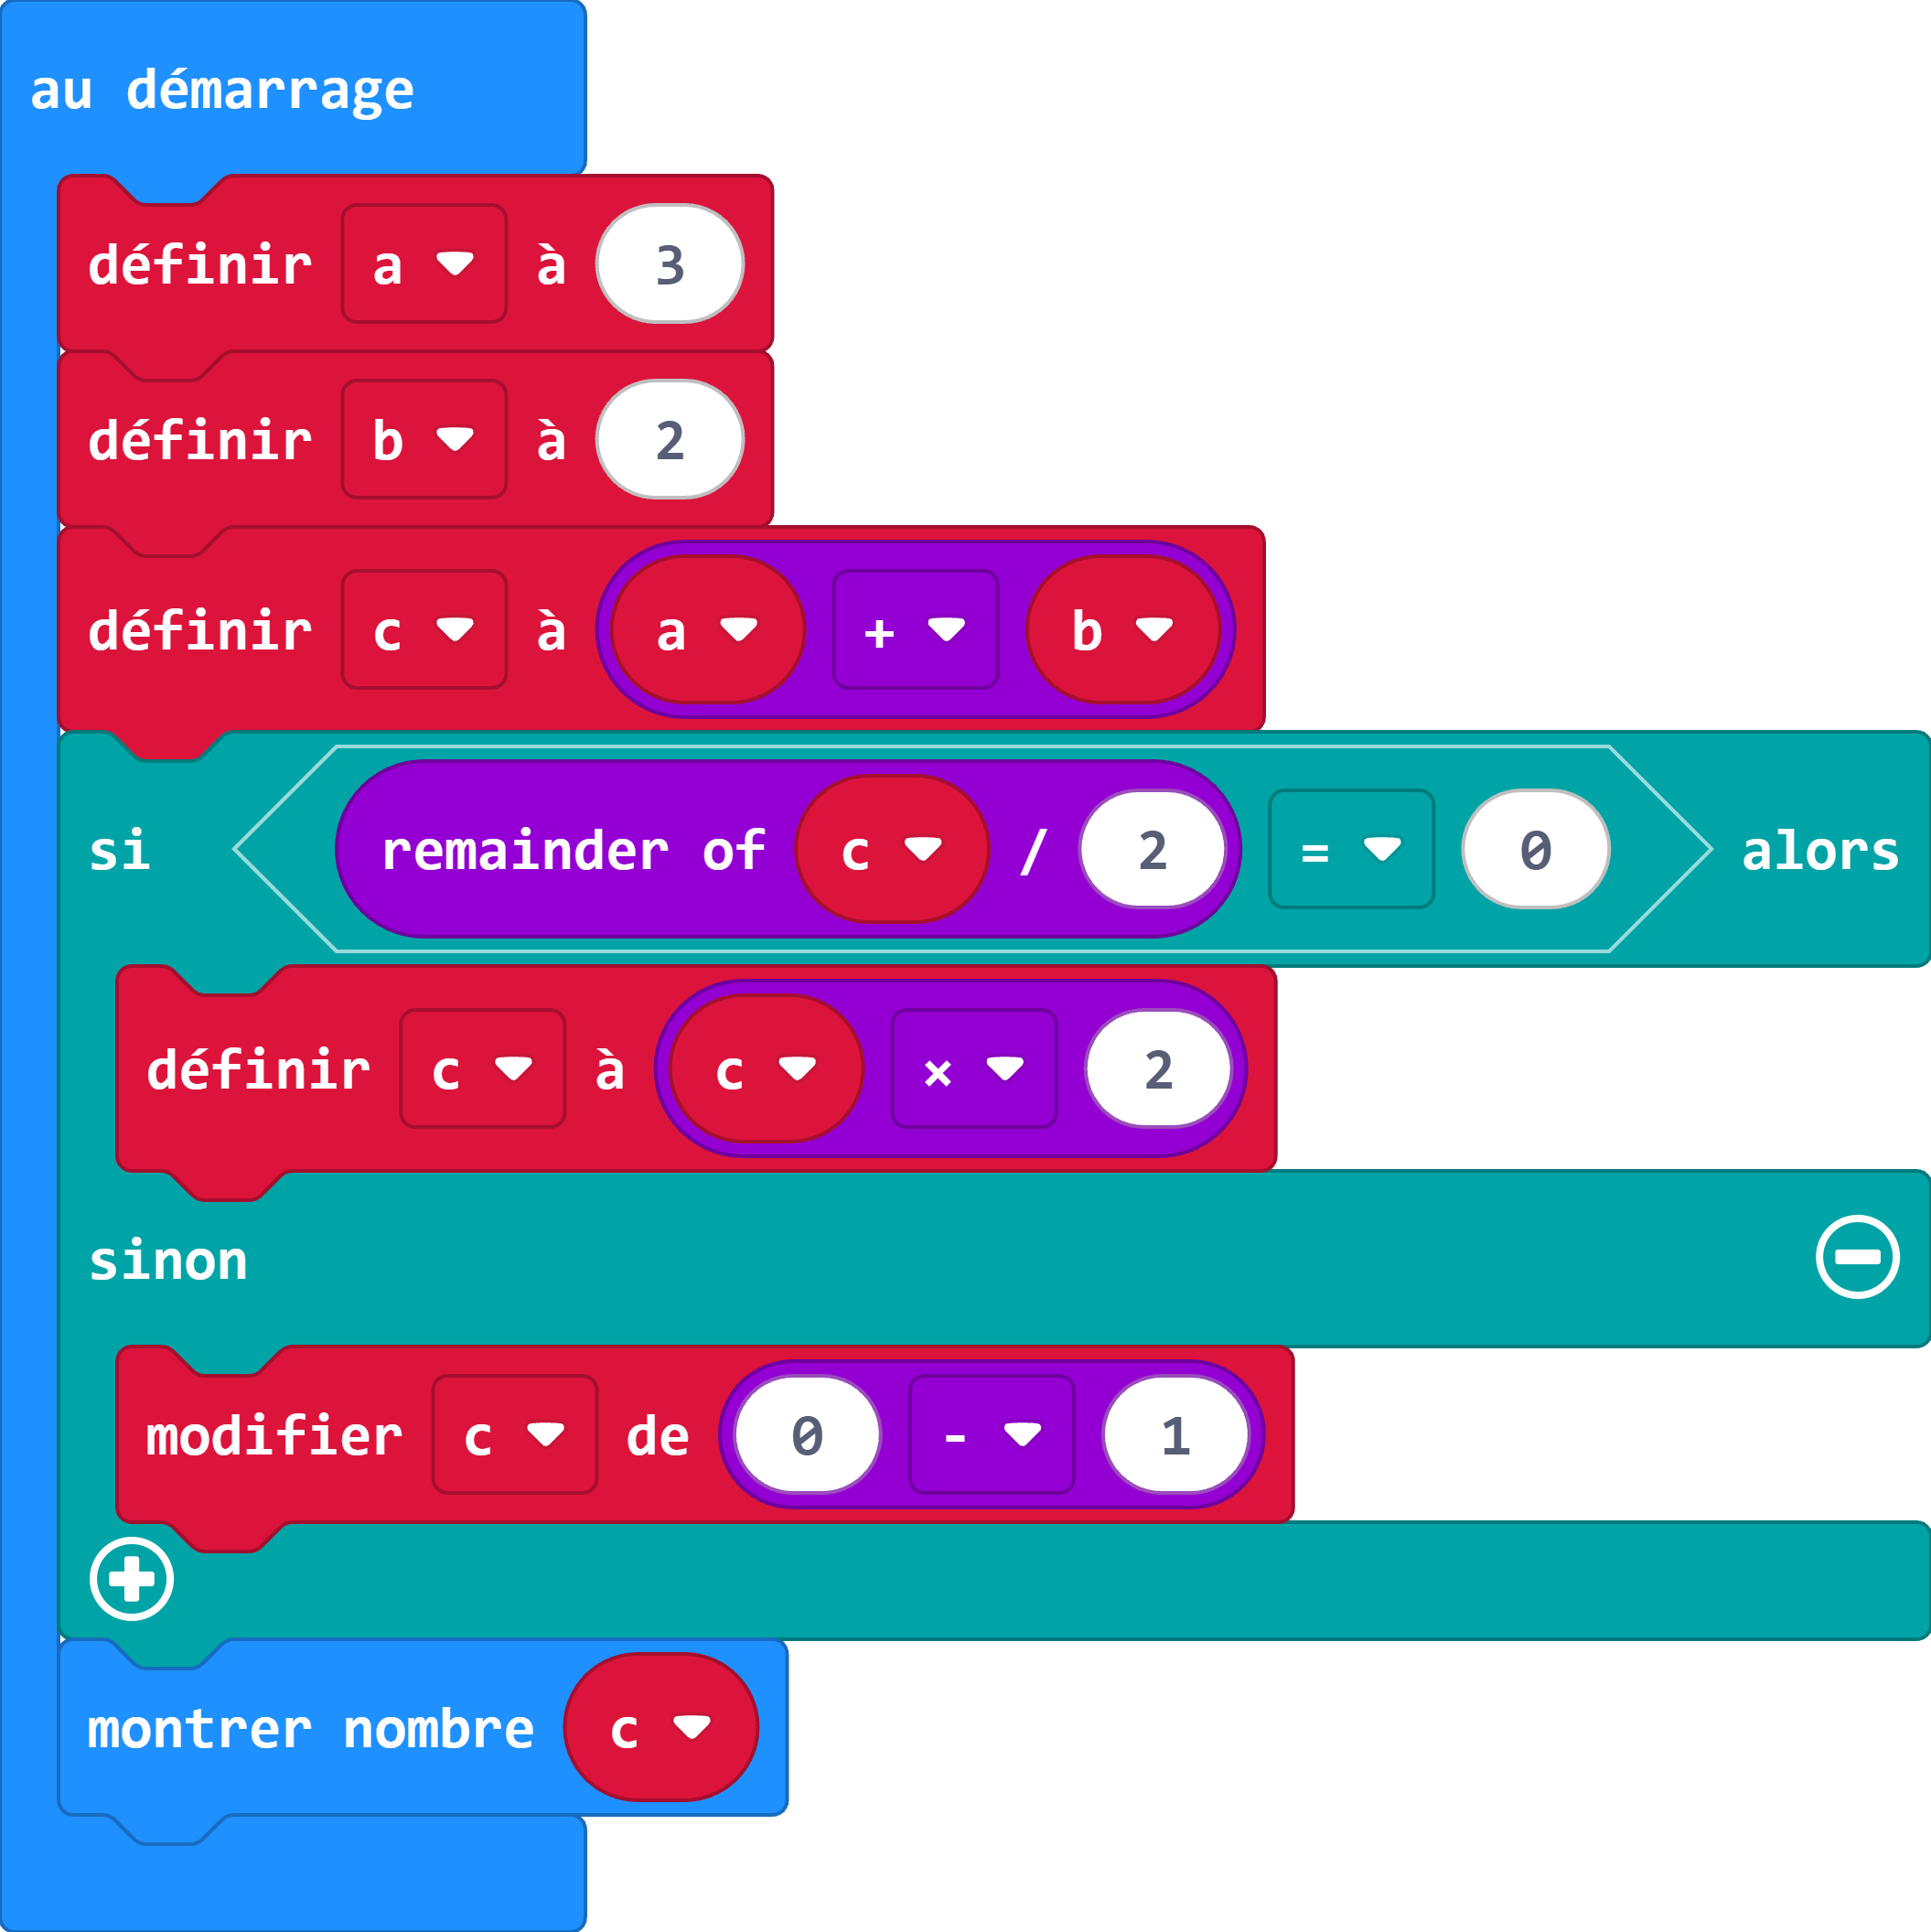 au démarrage
définir a à 3
définir b à 2
définir c à a + b
si remainder of c / 2 = 0 alors
définir c à c × 2
sinon
modifier c de 0 - 1
montrer nombre c